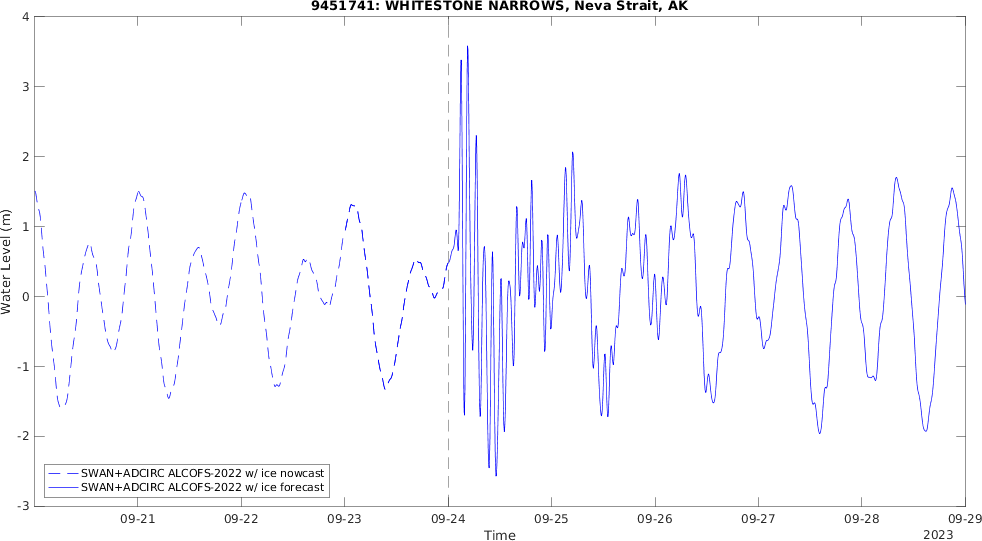 9451741: WHITESTONE NARROWS, Neva Strait, AK
4
3
2
1
0
-1
-2
-3
Water Level (m)
SWAN+ADCIRC ALCOFS-2022 w/ ice nowcast
SWAN+ADCIRC ALCOFS-2022 w/ ice forecast
09-21 09-22 09-23 09-24 09-25 09-26 09-27 09-28 09-29
Time
2023